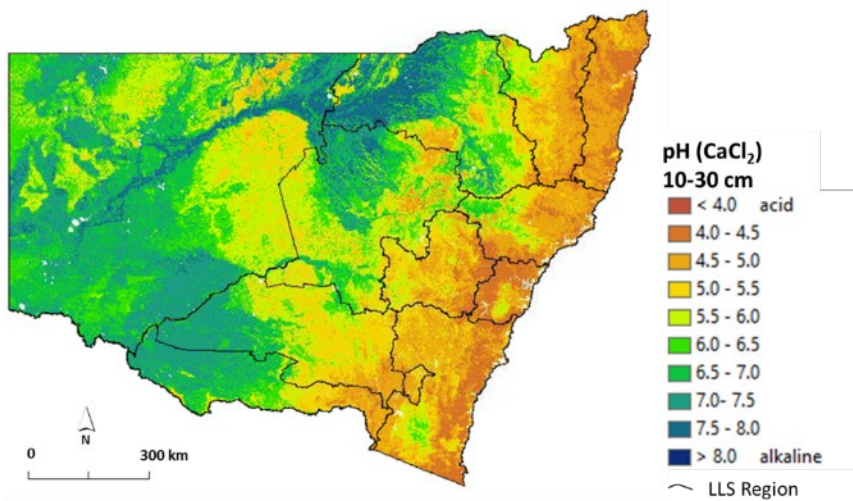 pH (CaCl₂)
10-30 cm
< 4.0 acid
4.0 - 4.5
4.5 - 5.0
5.0 - 5.5
5.5 - 6.0
6.0 - 6.5
6.5 - 7.0
7.0- 7.5
7.5 - 8.0
> 8.0 alkaline
LLS Region
N
0 300 km